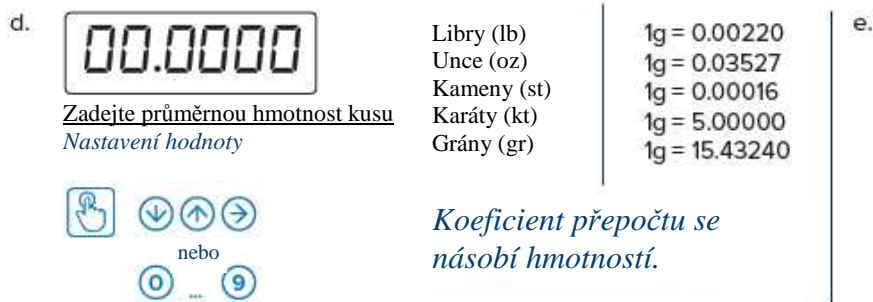 d.
00.0000
Zadejte průměrnou hmotnost kusu
Nastavení hodnoty
nebo
0 ... 9
Libry (lb)
Unce (oz)
Kameny (st)
Karáty (kt)
Grány (gr)
1g = 0.00220
1g = 0.03527
1g = 0.00016
1g = 5.00000
1g = 15.43240
Koeficient přepočtu se
násobí hmotností.
e.